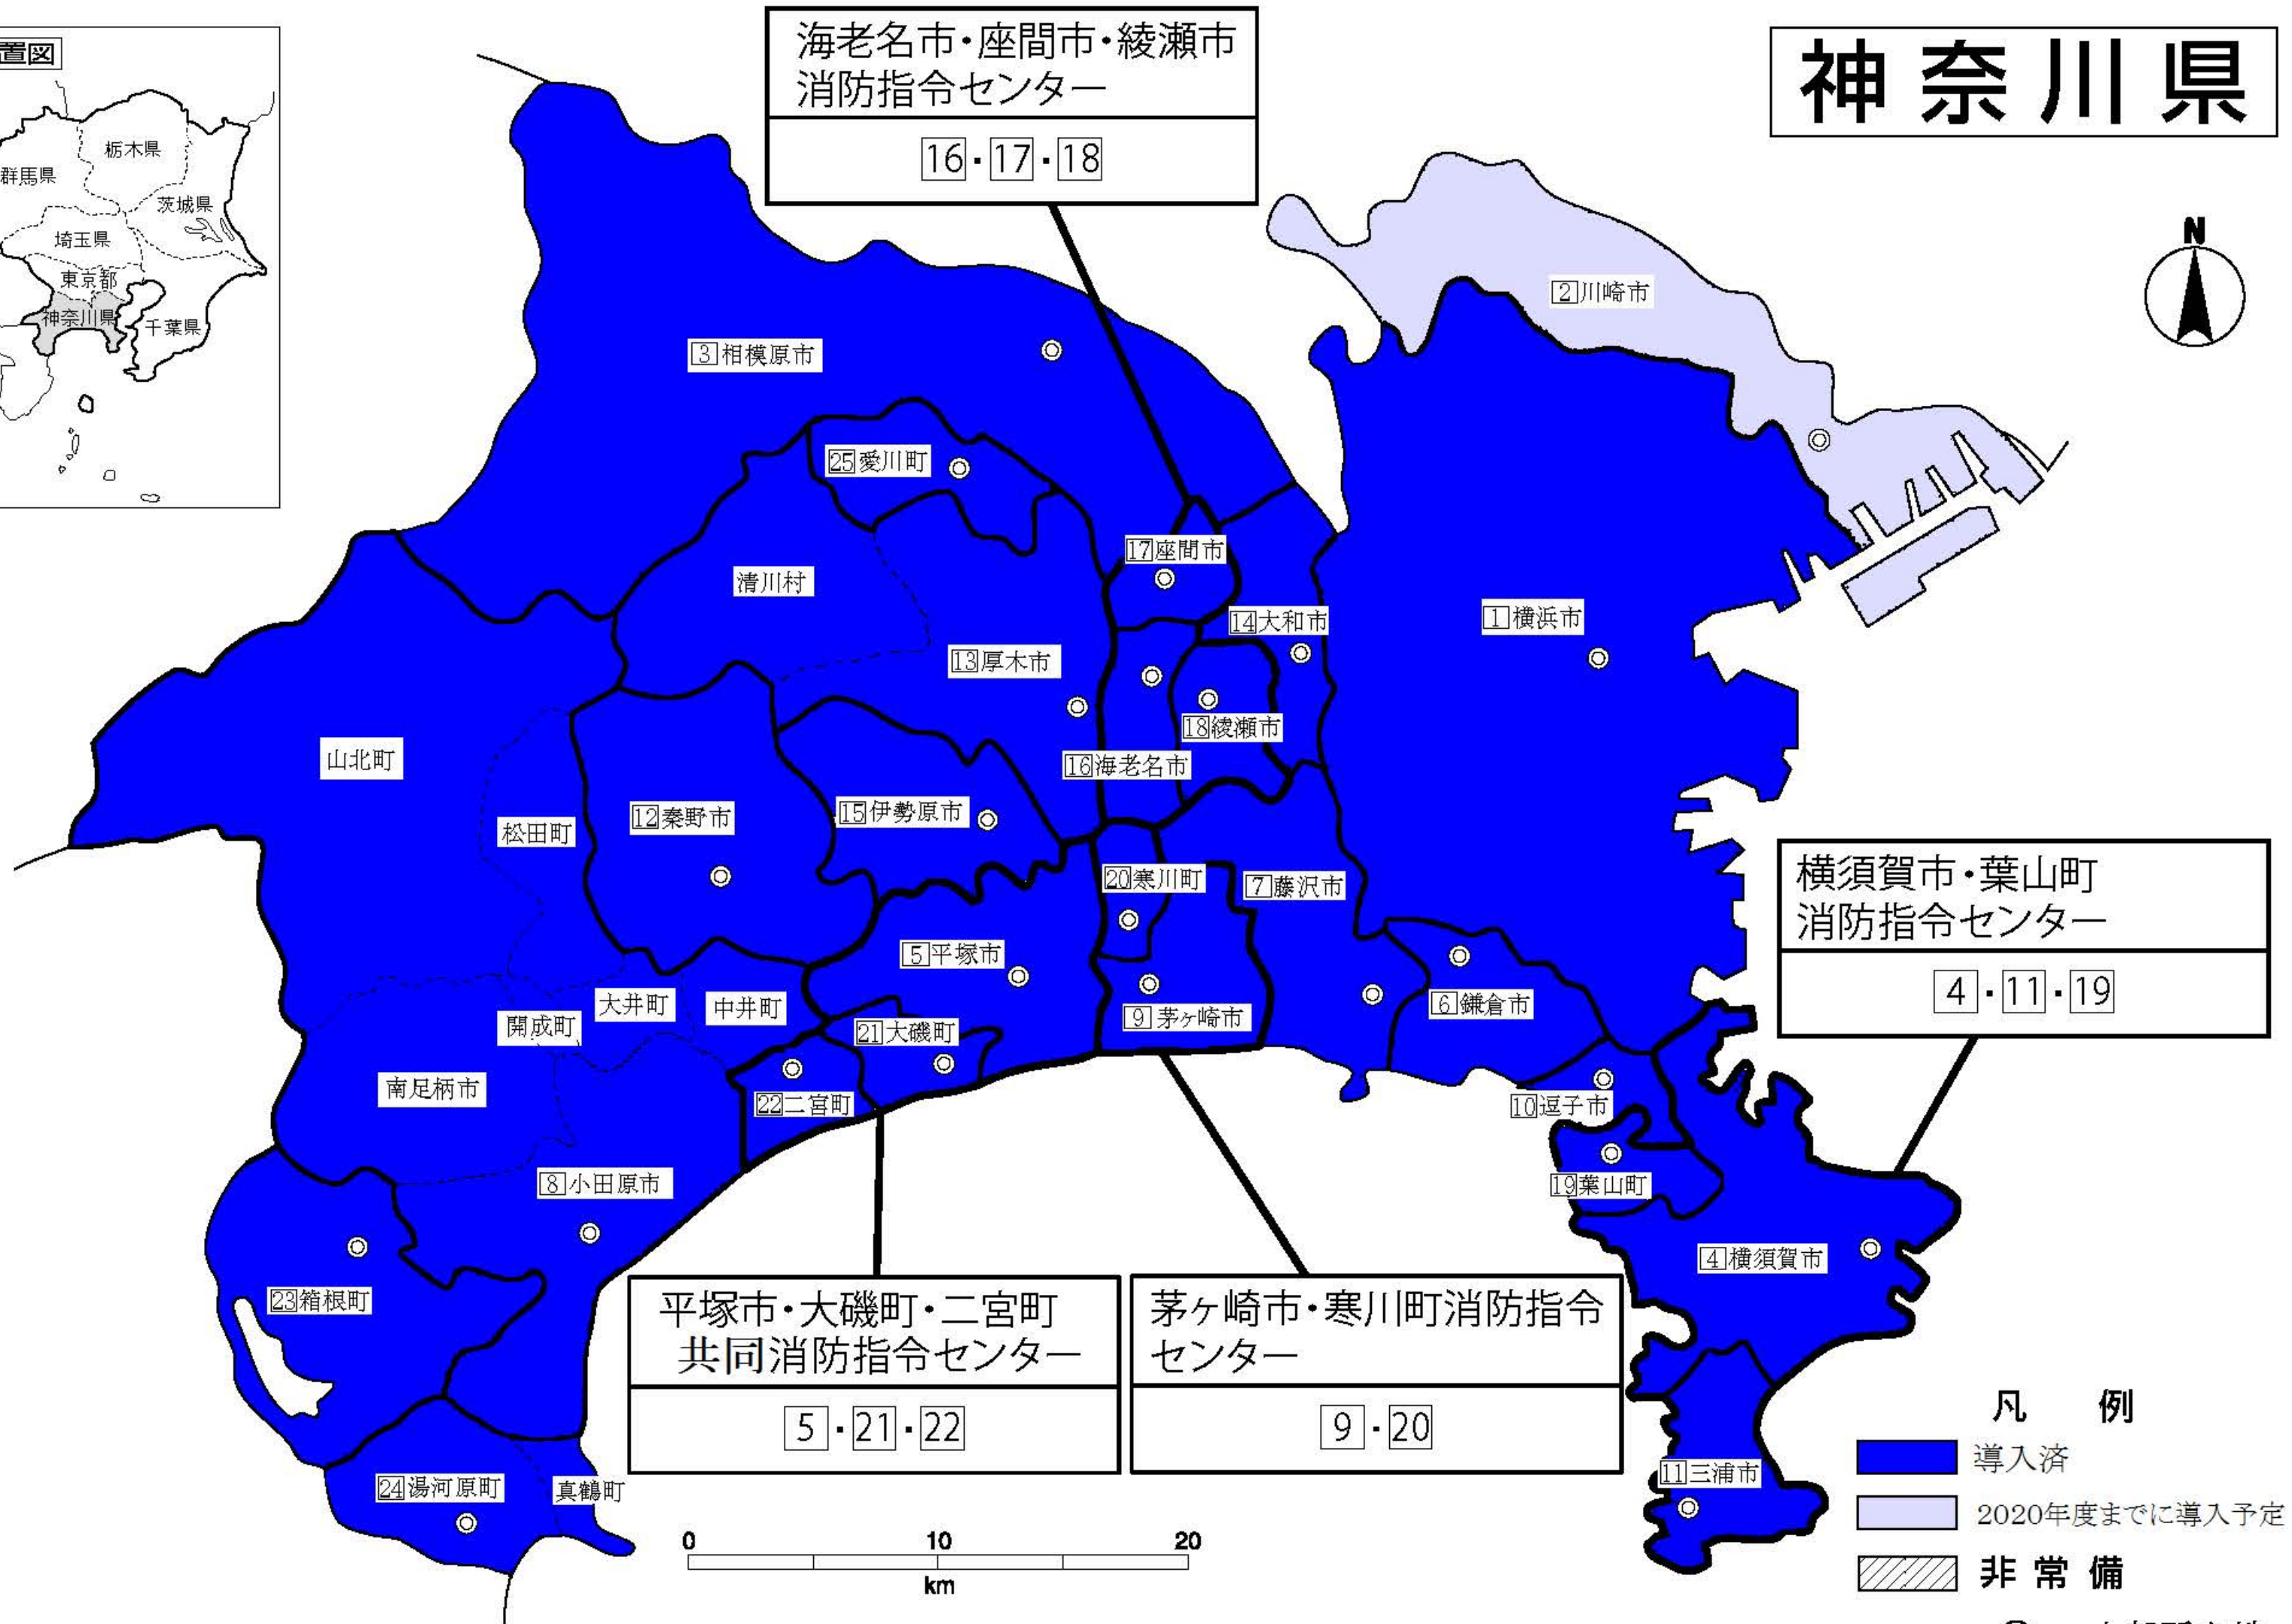 置図
群馬県
栃木県
茨城県
埼玉県
東京都
神奈川県
千葉県
海老名市・座間市・綾瀬市
消防指令センター
16・17・18
神奈川県
N
2川崎市
3相模原市
25愛川町
17座間市
清川村
14大和市
1横浜市
13厚木市
18綾瀬市
山北町
16海老名市
松田町
12秦野市
15伊勢原市
20寒川町
7藤沢市
横須賀市・葉山町
消防指令センター
4・11・19
5平塚市
大井町
中井町
開成町
21大磯町
9茅ヶ崎市
6鎌倉市
南足柄市
22二宮町
10逗子市
8小田原市
19葉山町
4横須賀市
23箱根町
平塚市・大磯町・二宮町
共同消防指令センター
5・21・22
茅ヶ崎市・寒川町消防指令
センター
9・20
24湯河原町
真鶴町
11三浦市
0 10 20
km
凡 例
導入済
2020年度までに導入予定
非常備